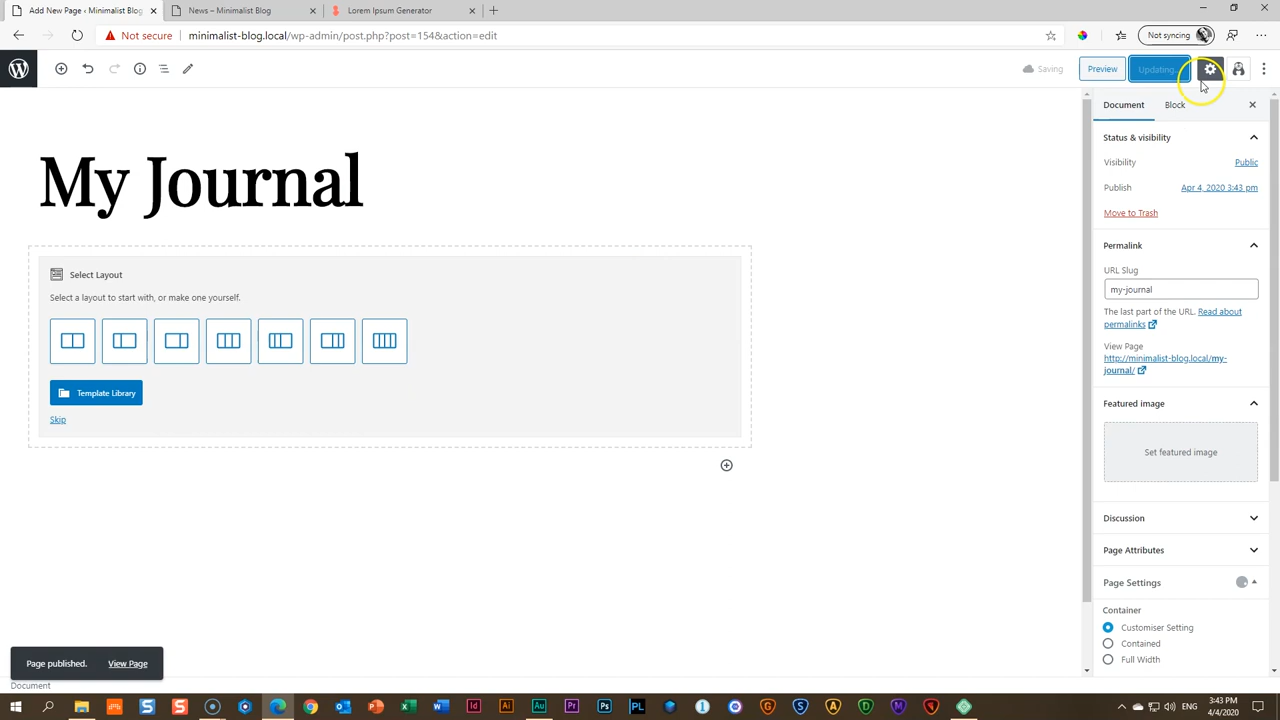 Add New Page ‹ Minimalist Blog
News – Minimalist Blog
Lorem Ipsum Generator
Not secure
minimalist-blog.local/wp-admin/post.php?post=154&action=edit
Not syncing
Saving
Preview
Updating
Document
Block
My Journal
Status & visibility
Visibility
Public
Publish
Apr 4, 2020 3:43 pm
Move to Trash
Permalink
URL Slug
my-journal
The last part of the URL. Read about
permalinks
View Page
http://minimalist-blog.local/my-
journal/
Select Layout
Select a layout to start with, or make one yourself.
Template Library
Skip
Featured image
Set featured image
Discussion
Page Attributes
Page Settings
Container
Customiser Setting
Contained
Full Width
Page published.
View Page
Document
ENG
3:43 PM
4/4/2020